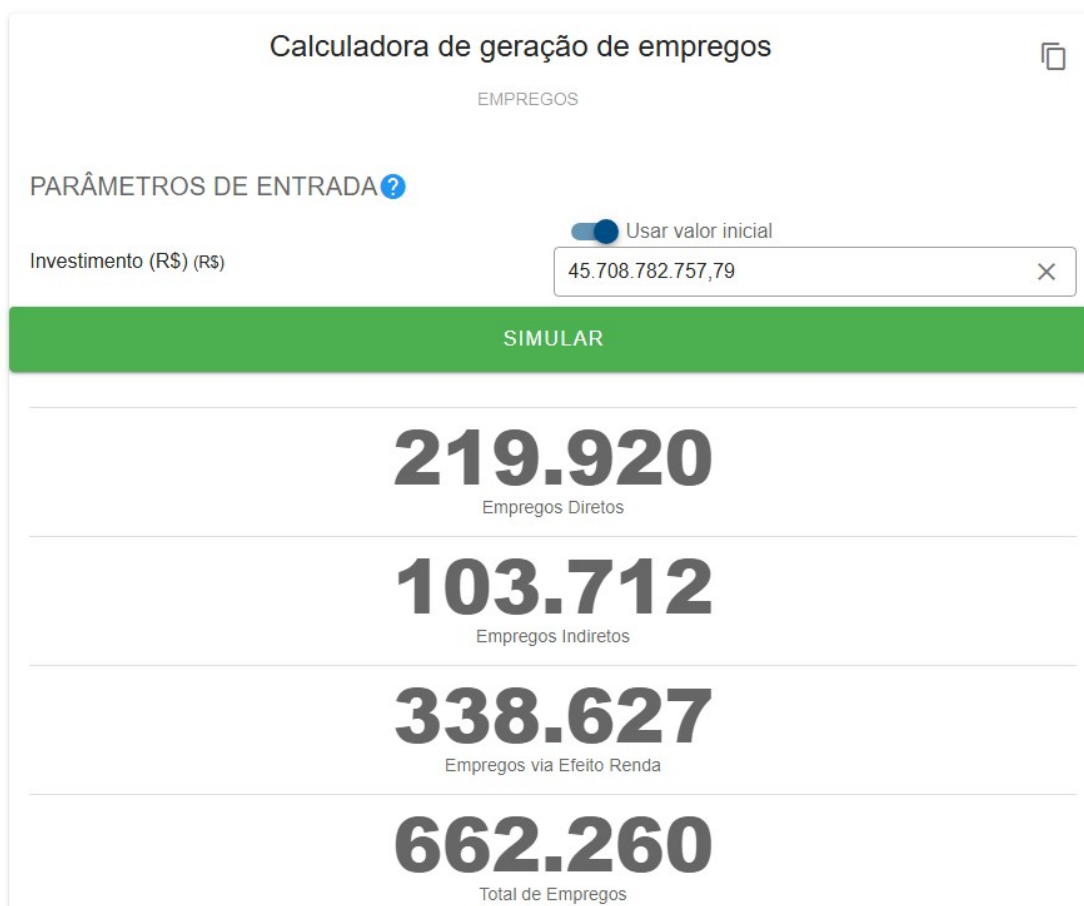 Calculadora de geração de empregos
EMPREGOS
PARÂMETROS DE ENTRADA?
Usar valor inicial
Investimento (R$) (R$)
45.708.782.757,79
SIMULAR
219.920
Empregos Diretos
103.712
Empregos Indiretos
338.627
Empregos via Efeito Renda
662.260
Total de Empregos